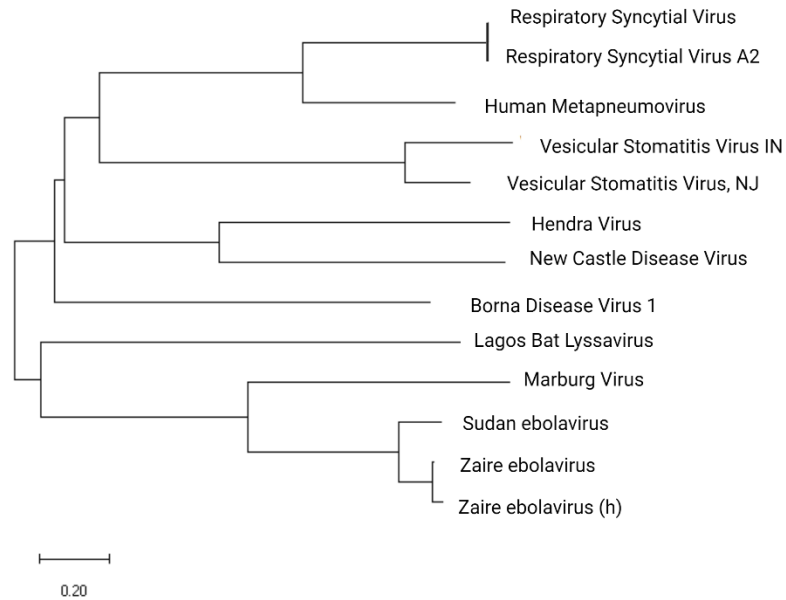 Respiratory Syncytial Virus
Respiratory Syncytial Virus A2
Human Metapneumovirus
Vesicular Stomatitis Virus IN
Vesicular Stomatitis Virus, NJ
Hendra Virus
New Castle Disease Virus
Borna Disease Virus 1
Lagos Bat Lyssavirus
Marburg Virus
Sudan ebolavirus
Zaire ebolavirus
Zaire ebolavirus (h)
0.20